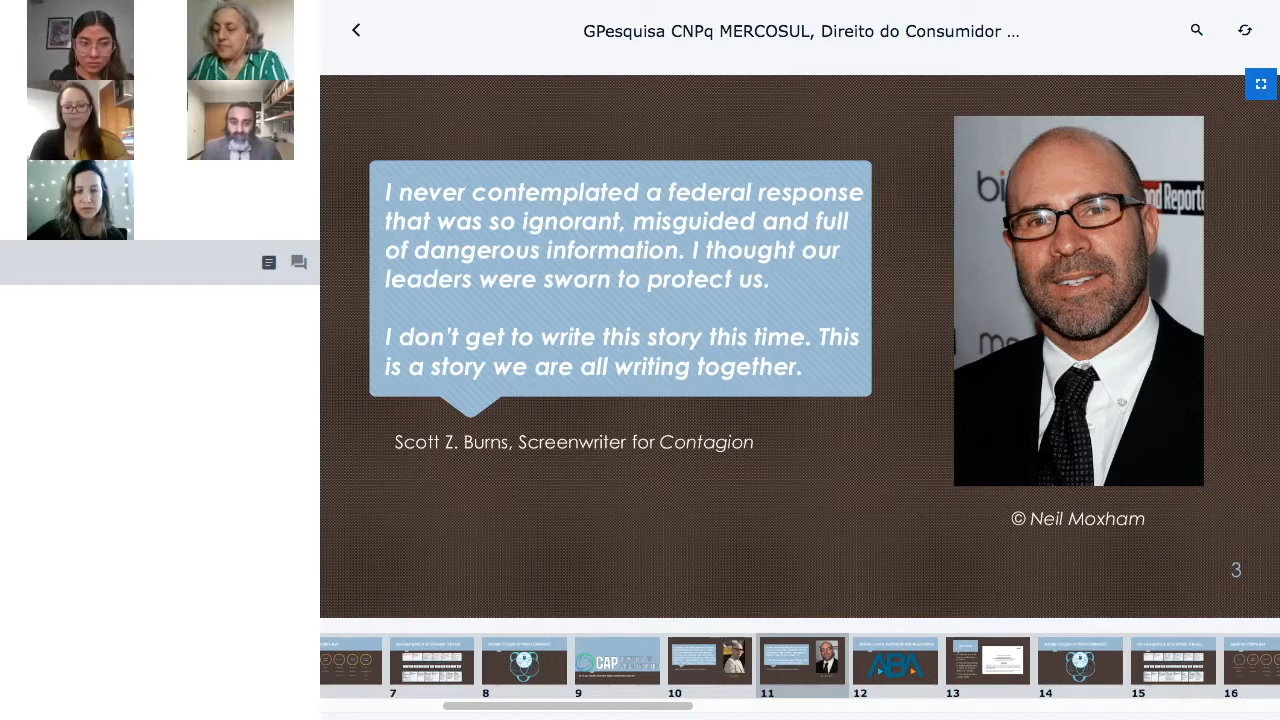 GPesquisa CNPq MERCOSUL, Direito do Consumidor ...
I never contemplated a federal response
that was so ignorant, misguided and full
of dangerous information. I thought our
leaders were sworn to protect us.
I don't get to write this story this time. This
is a story we are all writing together.
Scott Z. Burns, Screenwriter for Contagion
© Neil Moxham
3
CAP
ABA
7
8
9
10
11
12
13
14
15
16